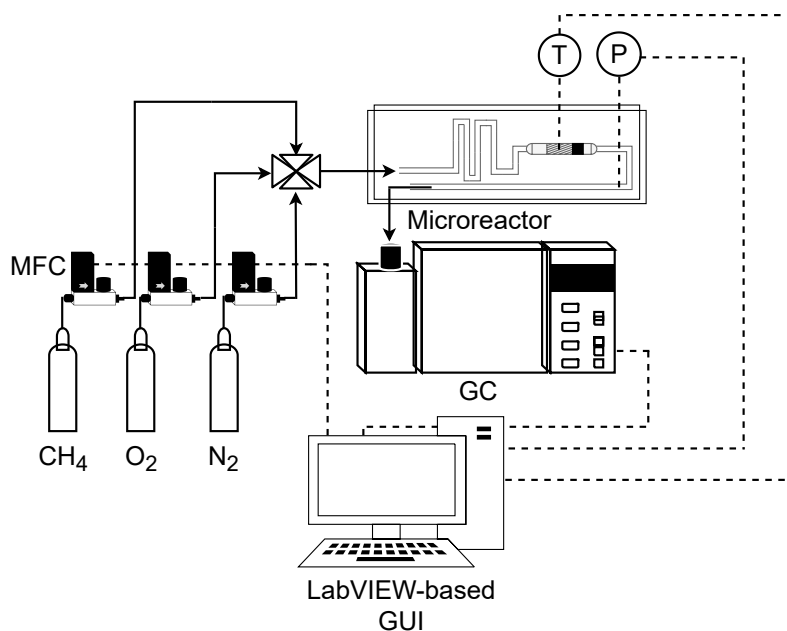 T
P
Microreactor
MFC
GC
CH₄
O₂
N₂
LabVIEW-based
GUI